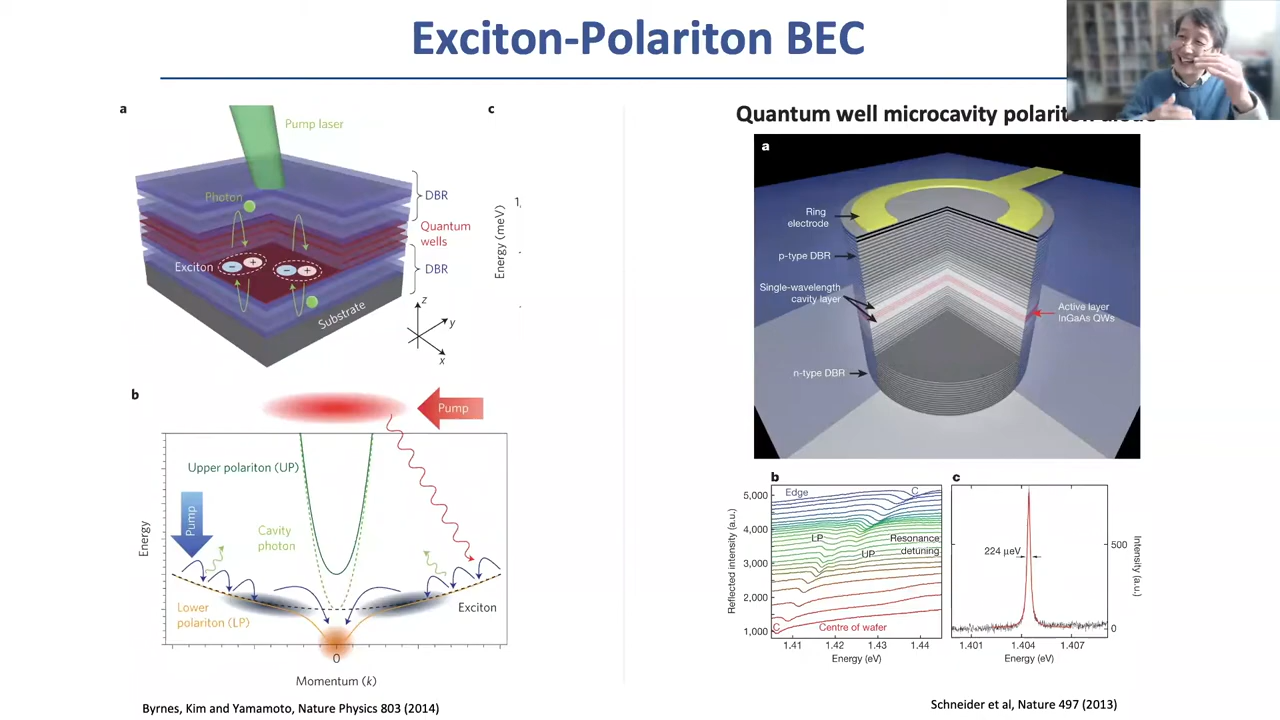 Exciton-Polariton BEC
a
Pump laser
Photon
DBR
Quantum
wells
Exciton
DBR
Substrate
z
y
x
c
Energy (meV)
1,
b
Pump
Upper polariton (UP)
Pump
Cavity
photon
Energy
Lower
polariton (LP)
Exciton
0
Momentum (k)
Byrnes, Kim and Yamamoto, Nature Physics 803 (2014)
Quantum well microcavity polariton
a
Ring
electrode
p-type DBR
Single-wavelength
cavity layer
Active layer
InGaAs QWs
n-type DBR
b
Reflected intensity (a.u.)
5,000
4,000
3,000
2,000
1,000
Edge
C
LP
Resonance
detuning
UP
C
Centre of wafer
1.41 1.42 1.43 1.44
Energy (eV)
c
224 µeV
500
0
Intensity (a.u.)
1.401 1.404 1.407
Energy (eV)
Schneider et al, Nature 497 (2013)